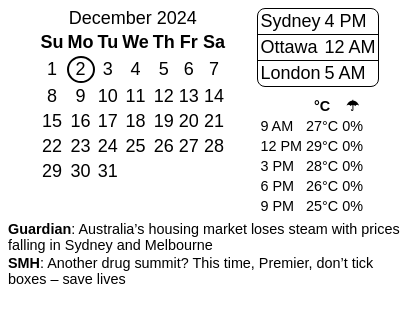 December 2024
Su Mo Tu We Th Fr Sa
1 2 3 4 5 6 7
8 9 10 11 12 13 14
15 16 17 18 19 20 21
22 23 24 25 26 27 28
29 30 31
Sydney 4 PM
Ottawa 12 AM
London 5 AM
°C ☂
9 AM 27°C 0%
12 PM 29°C 0%
3 PM 28°C 0%
6 PM 26°C 0%
9 PM 25°C 0%
Guardian: Australia’s housing market loses steam with prices
falling in Sydney and Melbourne
SMH: Another drug summit? This time, Premier, don’t tick
boxes – save lives